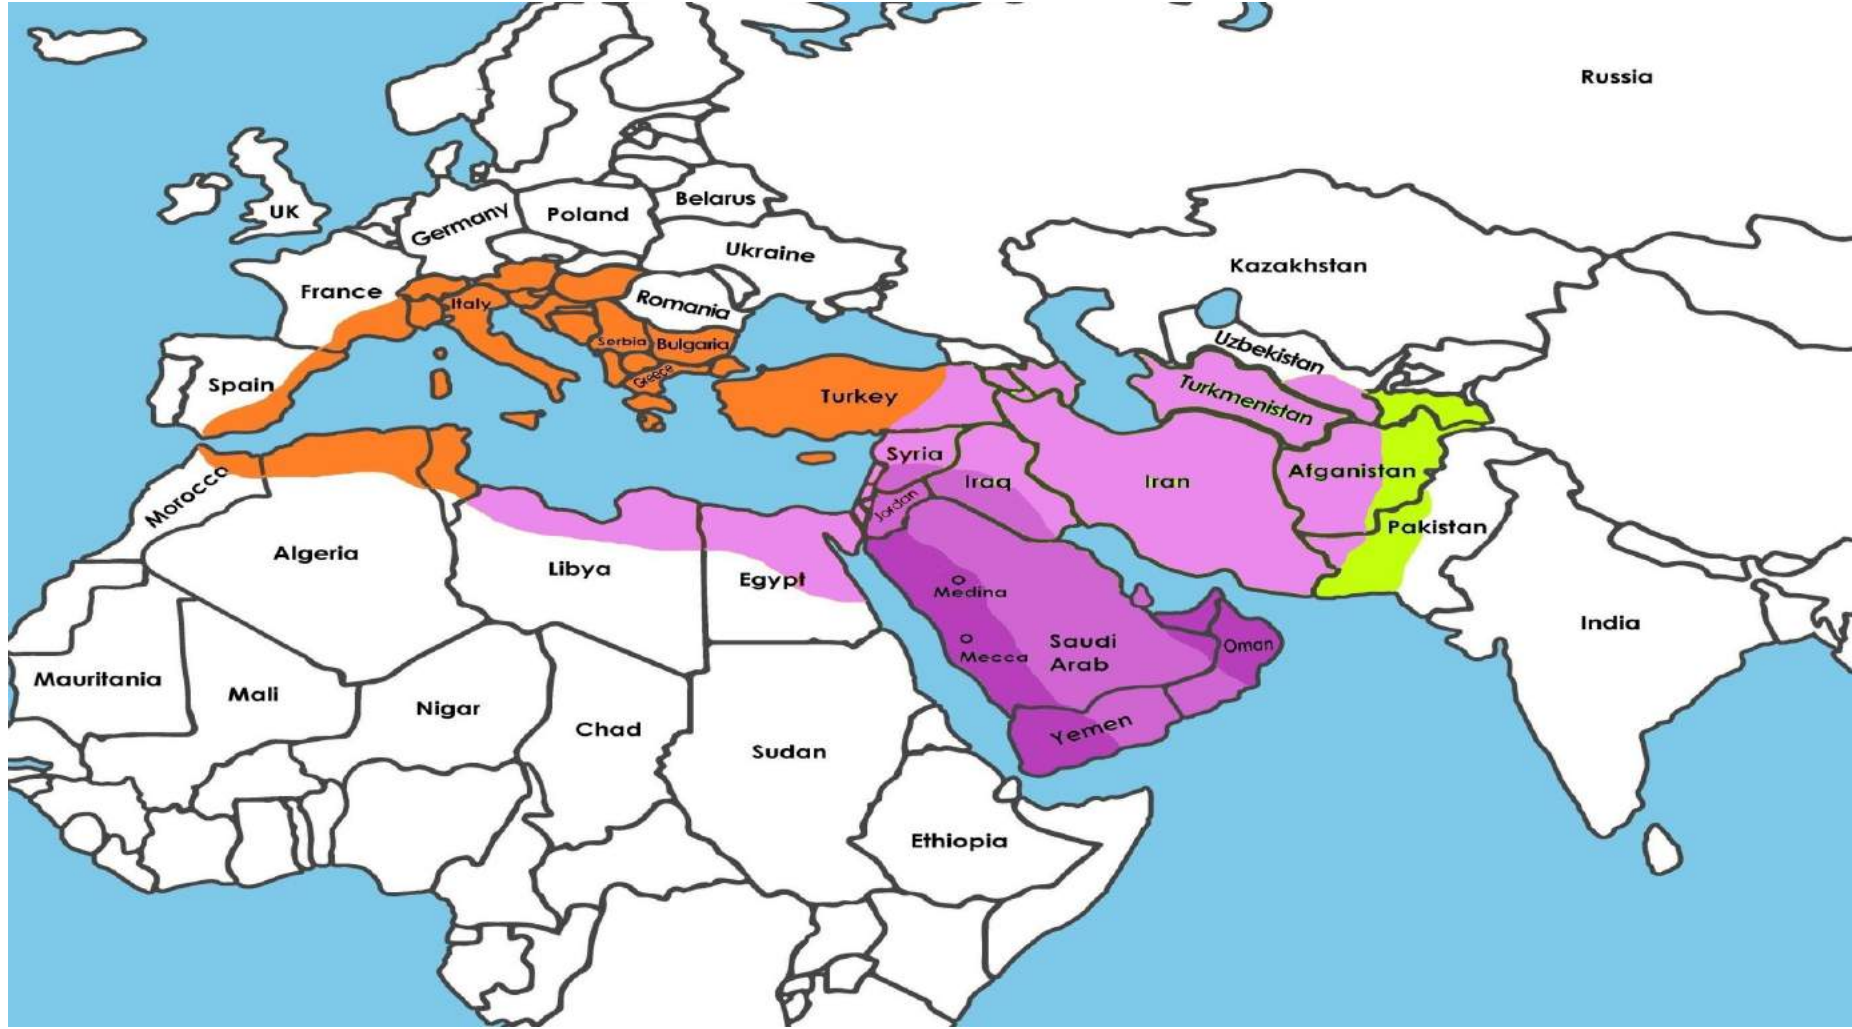 Russia
Belarus
UK
Germany
Poland
Ukraine
Kazakhstan
France
Italy
Romania
Serbia
Bulgaria
Uzbekistan
Greece
Spain
Turkey
Turkmenistan
Syria
Afganistan
Morocco
Iraq
Iran
Jordan
Pakistan
Algeria
Libya
Egypt
Medina
India
Mecca
Saudi
Arab
Oman
Mauritania
Mali
Nigar
Chad
Yemen
Sudan
Ethiopia